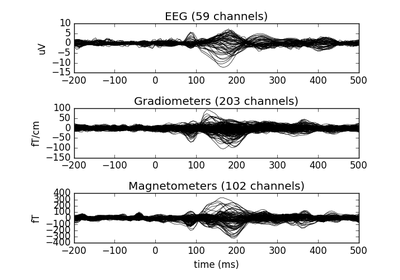 EEG (59 channels)
10
5
0
−5
−10
−15
uV
−200 −100 0 100 200 300 400 500
Gradiometers (203 channels)
100
50
0
−50
−100
−150
fT/cm
−200 −100 0 100 200 300 400 500
Magnetometers (102 channels)
400
300
200
100
0
−100
−200
−300
−400
fT
−200 −100 0 100 200 300 400 500
time (ms)